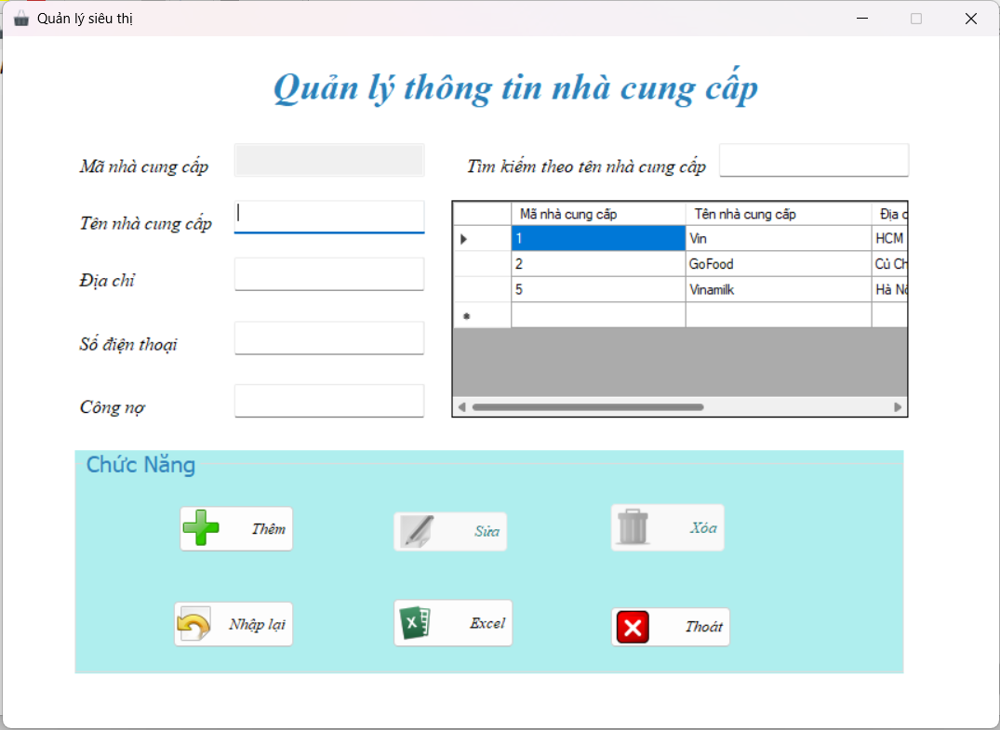 Quản lý siêu thị
Quản lý thông tin nhà cung cấp
Mã nhà cung cấp
Tìm kiếm theo tên nhà cung cấp
Tên nhà cung cấp
Địa chỉ
Số điện thoại
Công nợ
Mã nhà cung cấp Tên nhà cung cấp Địa c
1 Vin HCM
2 GoFood Củ Ch
5 Vinamilk Hà Nộ
Chức Năng
Thêm Sửa Xóa
Nhập lại Excel Thoát